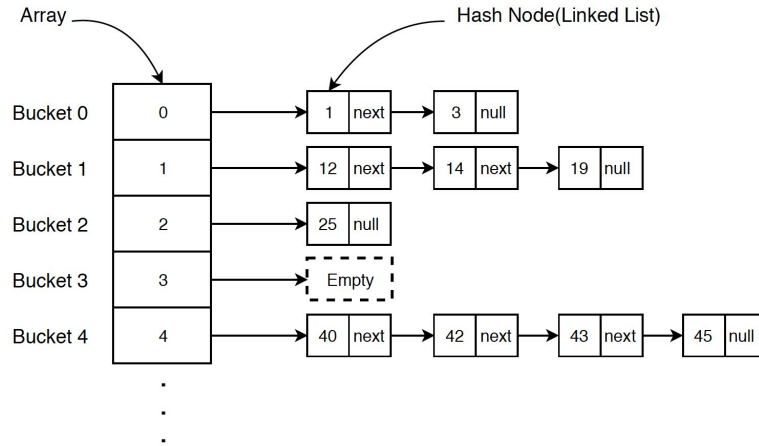 Array Hash Node(Linked List)
Bucket 0 0 1 next 3 null
Bucket 1 1 12 next 14 next 19 null
Bucket 2 2 25 null
Bucket 3 3 Empty
Bucket 4 4 40 next 42 next 43 next 45 null
.
.
.